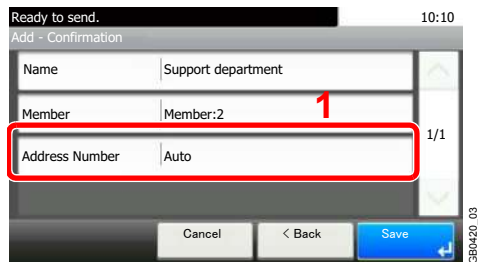 Ready to send. 10:10
Add - Confirmation
Name Support department
Member Member:2
1
1/1
Address Number Auto
Cancel < Back Save
GB0420_03